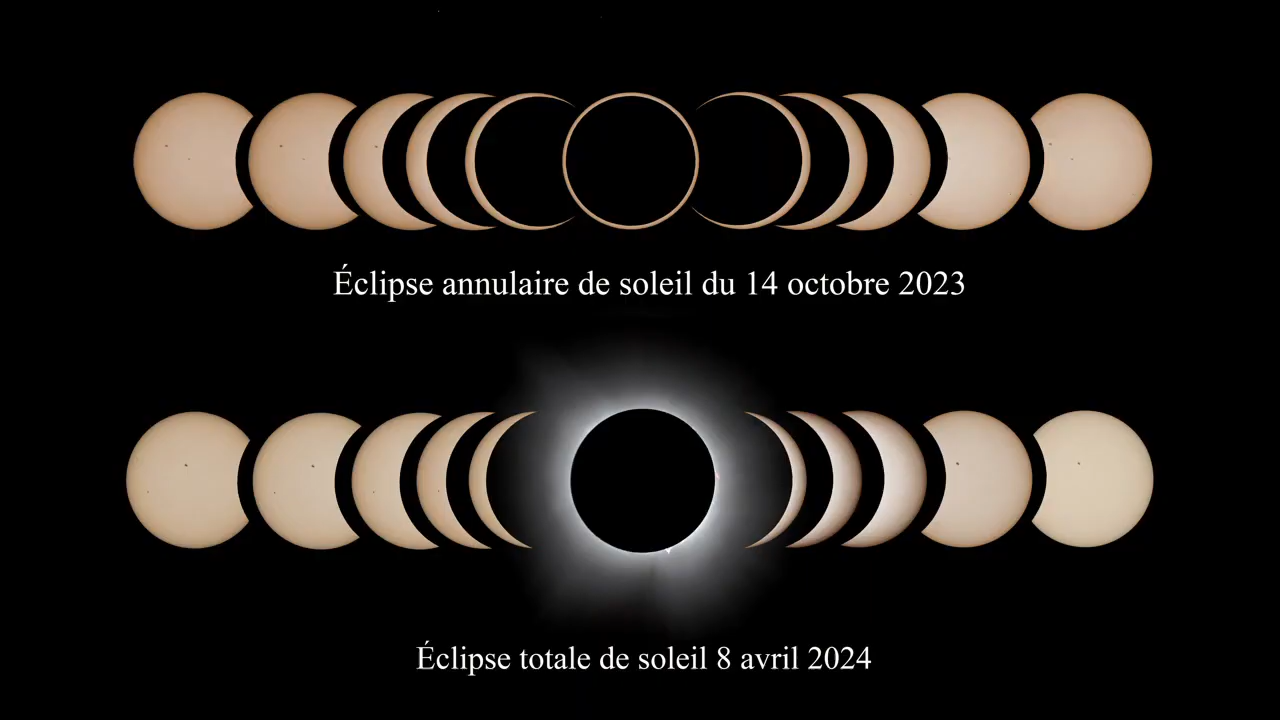 Éclipse annulaire de soleil du 14 octobre 2023
Éclipse totale de soleil 8 avril 2024